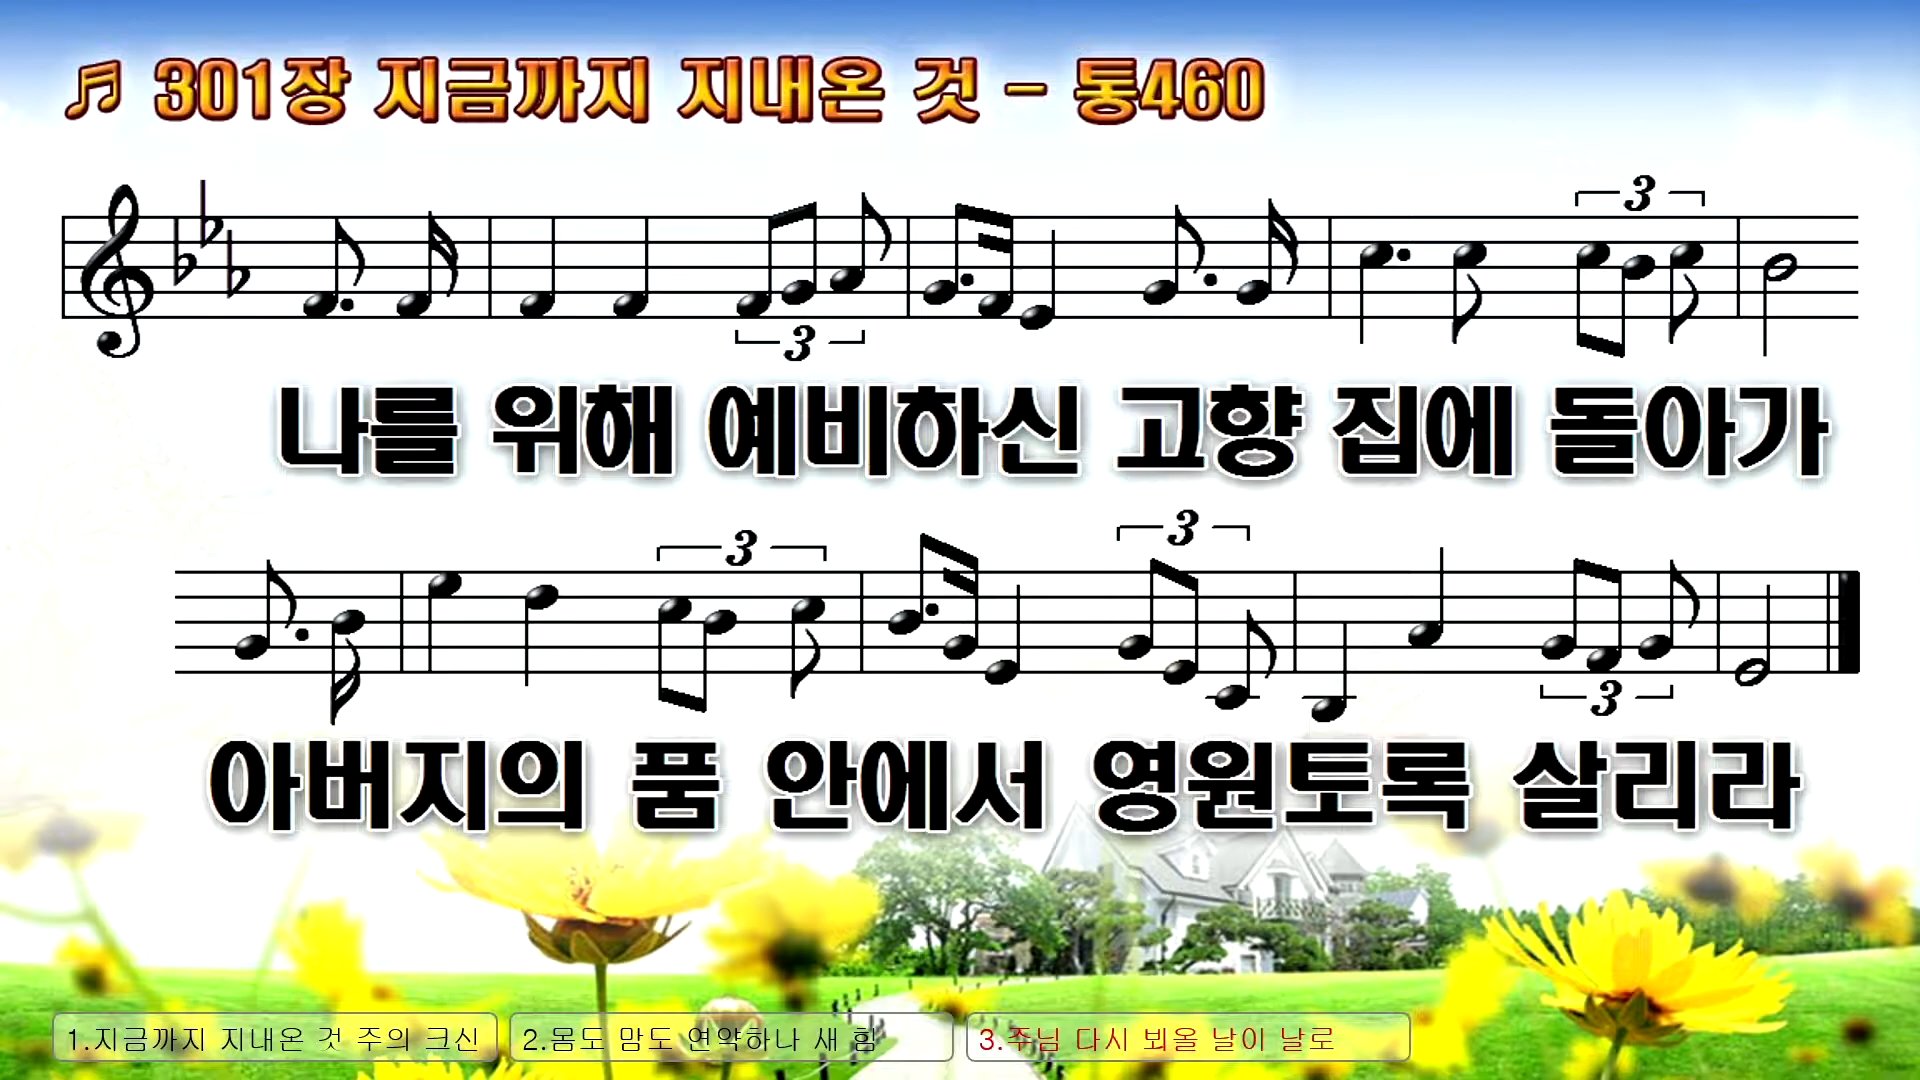 ♬ 301장 지금까지 지내온 것 - 통460
3
3
나를 위해 예비하신 고향 집에 돌아가
3
3
3
아버지의 품 안에서 영원토록 살리라
1.지금까지 지내온 것 주의 크신
2.몸도 맘도 연약하나 새 힘
3.주님 다시 뵈올 날이 날로